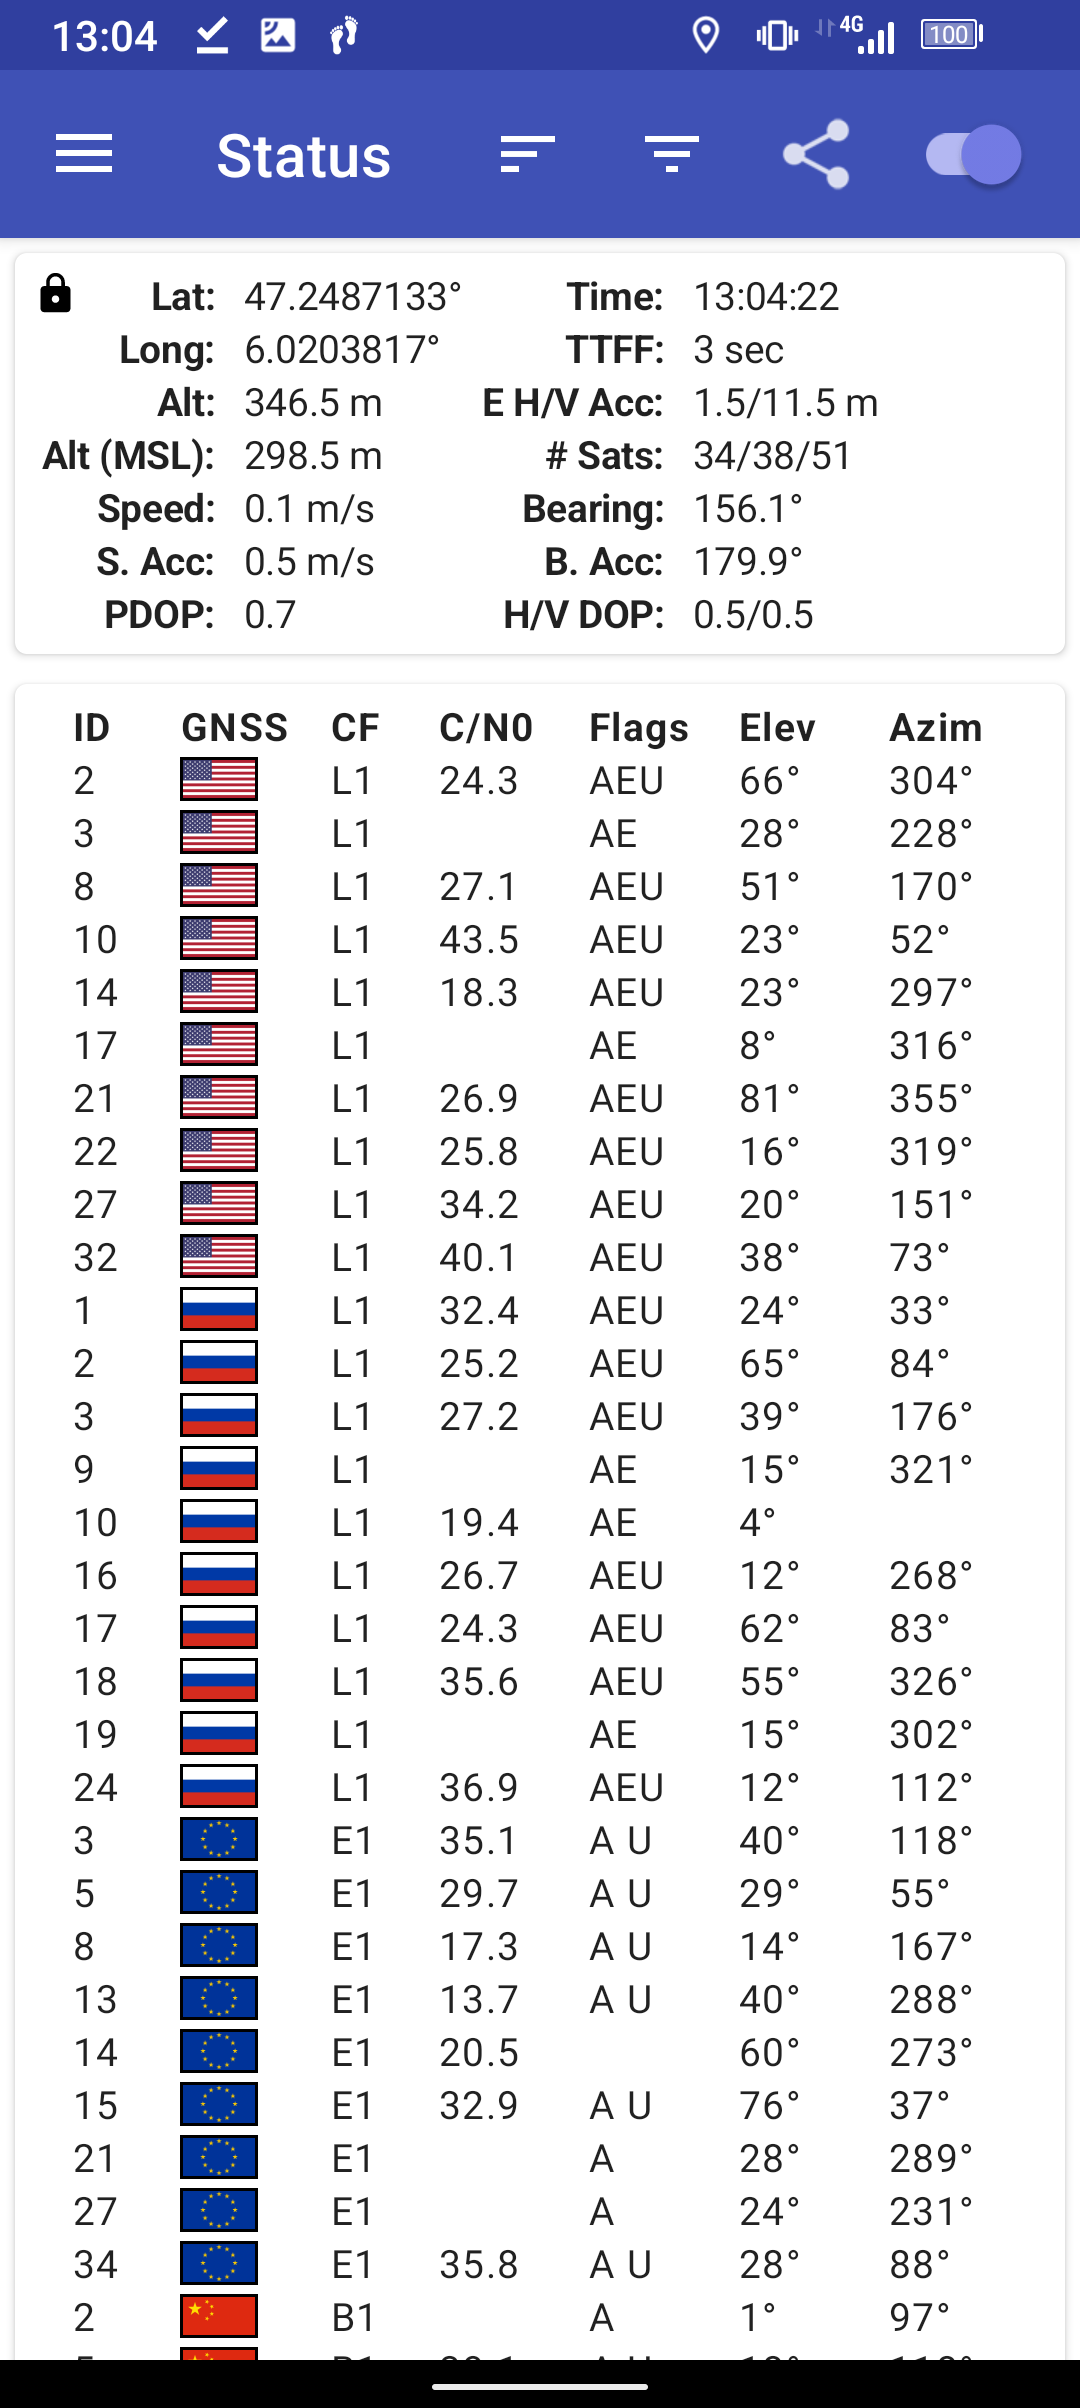 13:04 4G 100
Status
Lat: 47.2487133° Time: 13:04:22
Long: 6.0203817° TTFF: 3 sec
Alt: 346.5 m E H/V Acc: 1.5/11.5 m
Alt (MSL): 298.5 m # Sats: 34/38/51
Speed: 0.1 m/s Bearing: 156.1°
S. Acc: 0.5 m/s B. Acc: 179.9°
PDOP: 0.7 H/V DOP: 0.5/0.5
ID GNSS CF C/N0 Flags Elev Azim
2 L1 24.3 AEU 66° 304°
3 L1 AE 28° 228°
8 L1 27.1 AEU 51° 170°
10 L1 43.5 AEU 23° 52°
14 L1 18.3 AEU 23° 297°
17 L1 AE 8° 316°
21 L1 26.9 AEU 81° 355°
22 L1 25.8 AEU 16° 319°
27 L1 34.2 AEU 20° 151°
32 L1 40.1 AEU 38° 73°
1 L1 32.4 AEU 24° 33°
2 L1 25.2 AEU 65° 84°
3 L1 27.2 AEU 39° 176°
9 L1 AE 15° 321°
10 L1 19.4 AE 4°
16 L1 26.7 AEU 12° 268°
17 L1 24.3 AEU 62° 83°
18 L1 35.6 AEU 55° 326°
19 L1 AE 15° 302°
24 L1 36.9 AEU 12° 112°
3 E1 35.1 A U 40° 118°
5 E1 29.7 A U 29° 55°
8 E1 17.3 A U 14° 167°
13 E1 13.7 A U 40° 288°
14 E1 20.5 60° 273°
15 E1 32.9 A U 76° 37°
21 E1 A 28° 289°
27 E1 A 24° 231°
34 E1 35.8 A U 28° 88°
2 B1 A 1° 97°